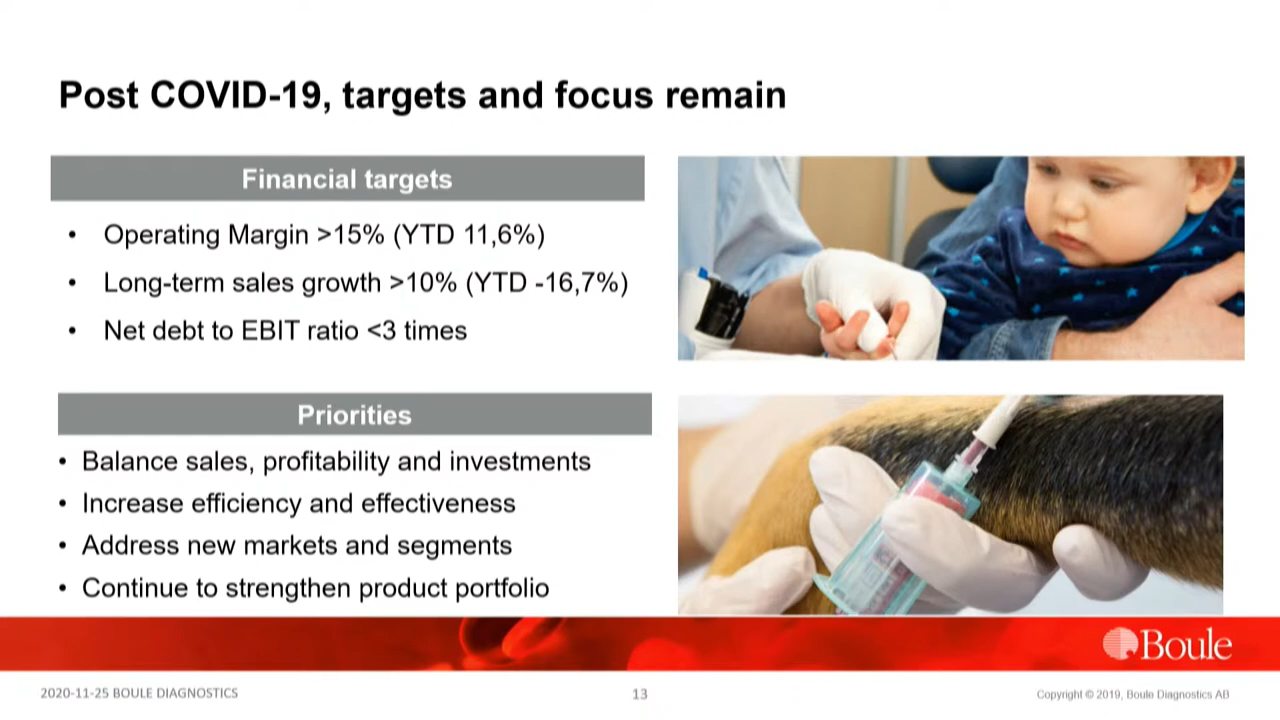 Post COVID-19, targets and focus remain
Financial targets
• Operating Margin >15% (YTD 11,6%)
• Long-term sales growth >10% (YTD -16,7%)
• Net debt to EBIT ratio <3 times
Priorities
• Balance sales, profitability and investments
• Increase efficiency and effectiveness
• Address new markets and segments
• Continue to strengthen product portfolio
Boule
2020-11-25 BOULE DIAGNOSTICS
13
Copyright © 2019, Boule Diagnostics AB